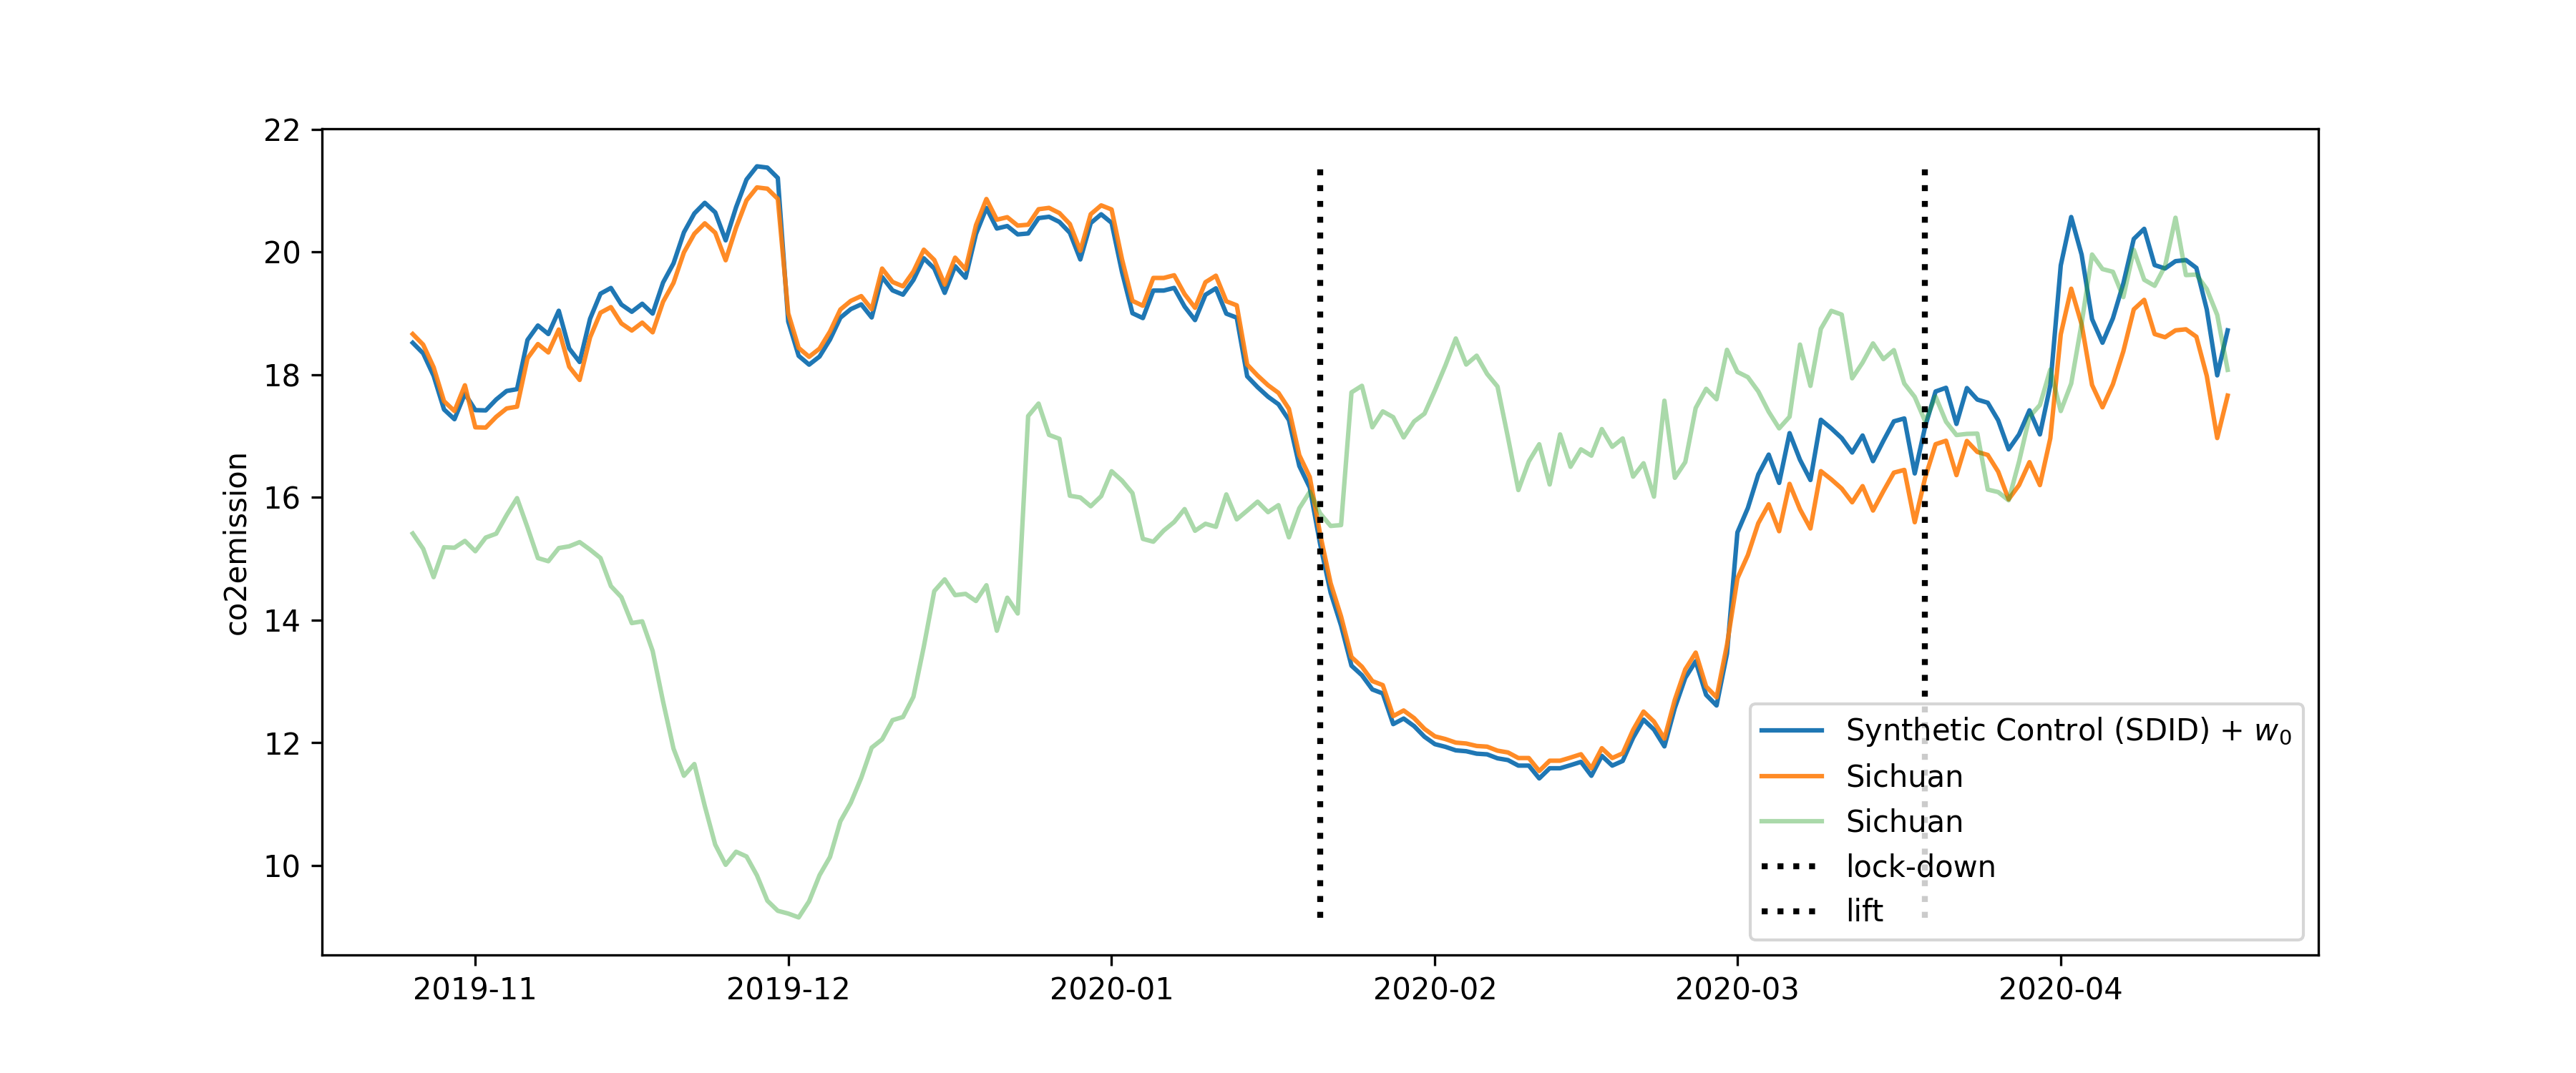 22
20
18
16
14
12
10
co2emission
2019-11
2019-12
2020-01
2020-02
2020-03
2020-04
Synthetic Control (SDID) + w₀
Sichuan
Sichuan
lock-down
lift